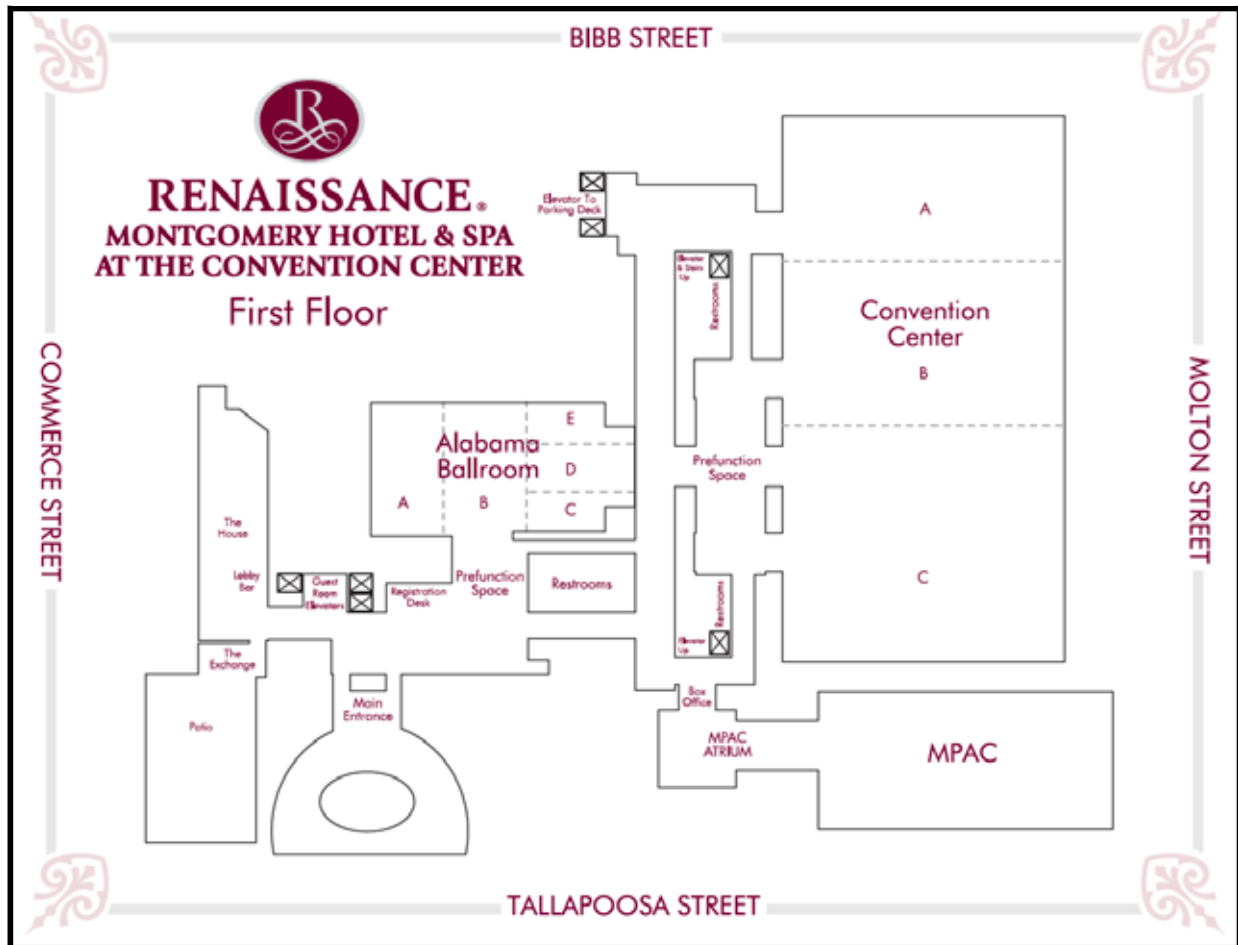 BIBB STREET
R
RENAISSANCE®
MONTGOMERY HOTEL & SPA
AT THE CONVENTION CENTER
First Floor
COMMERCE STREET
MOLTON STREET
Elevator To
Parking Deck
Elevator
& Stairs
Up
Restrooms
A
Convention
Center
B
C
Prefunction
Space
Alabama
Ballroom
A
B
E
D
C
The
House
Lobby
Bar
Guest
Room
Elevators
Registration
Desk
Prefunction
Space
Restrooms
Restrooms
Elevator
Up
The
Exchange
Patio
Main
Entrance
Box
Office
MPAC
ATRIUM
MPAC
TALLAPOOSA STREET